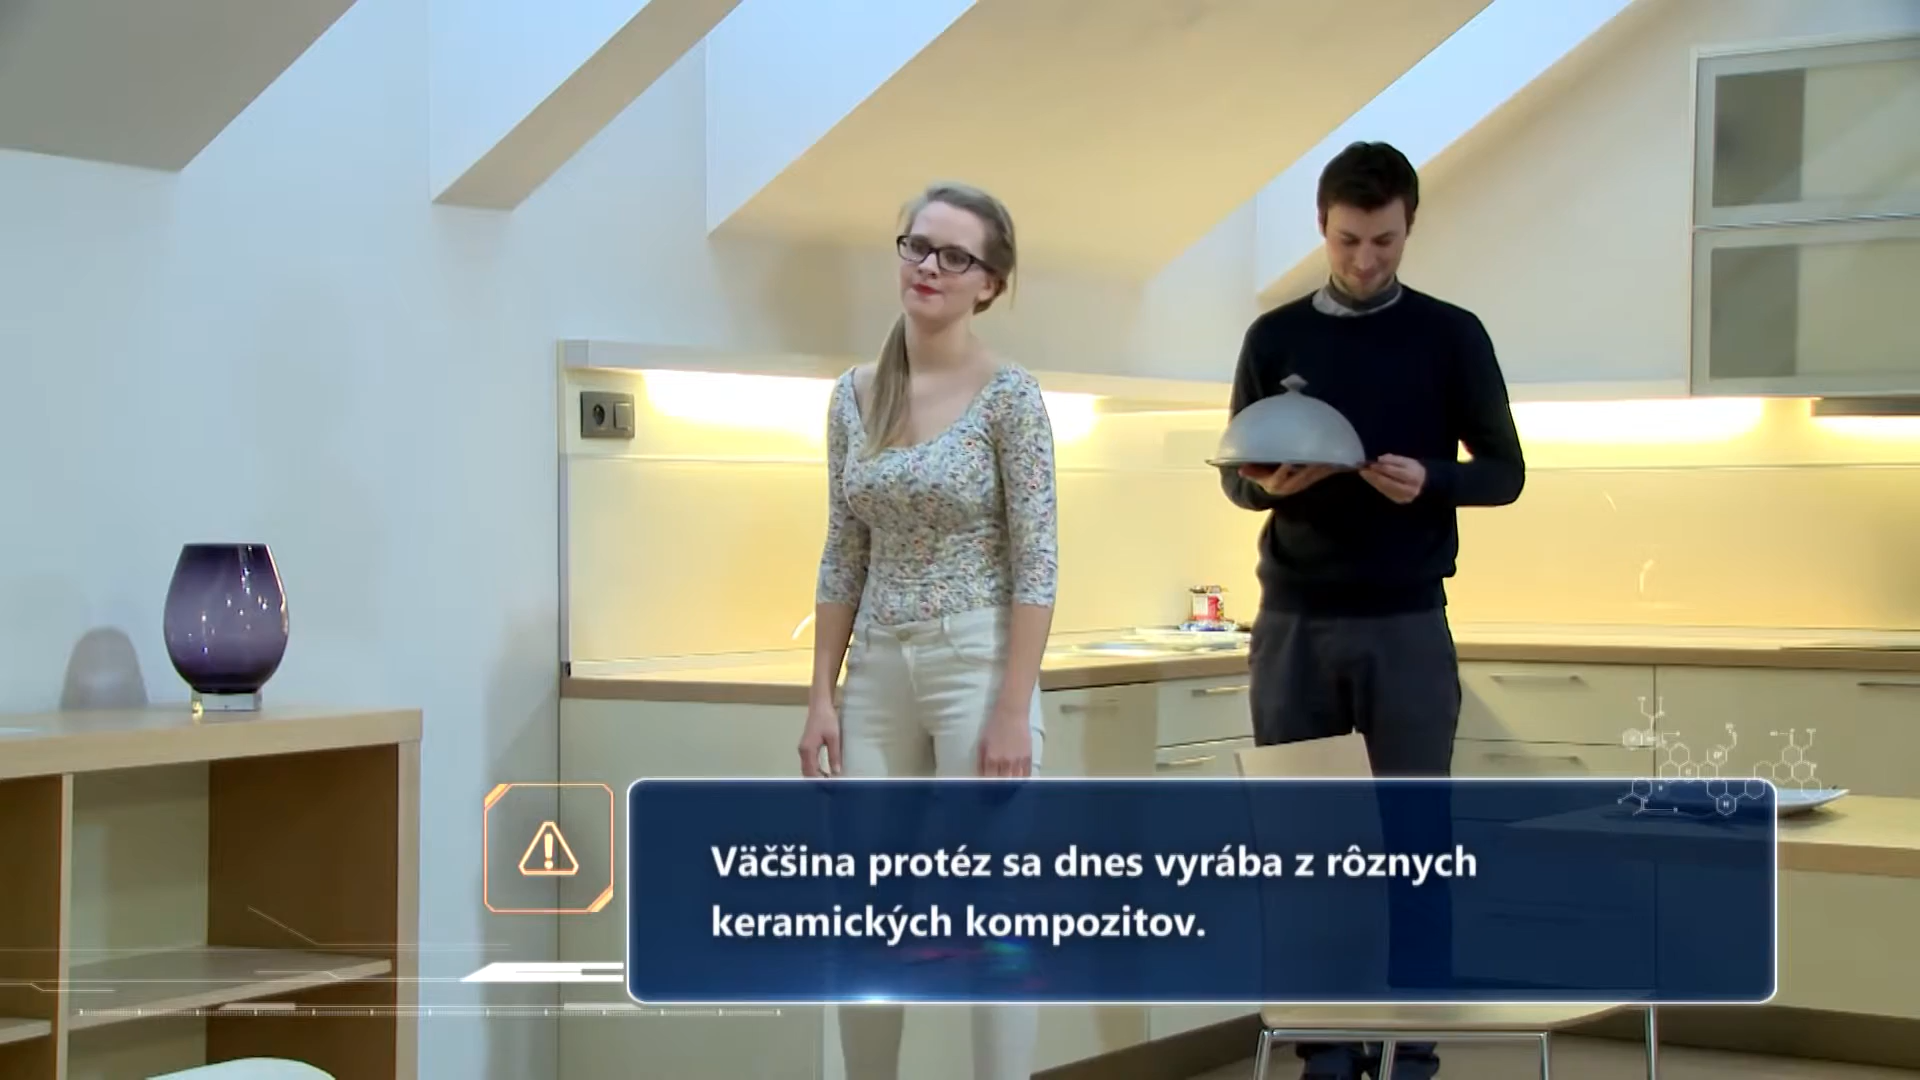 Väčšina protéz sa dnes vyrába z rôznych
keramických kompozitov.